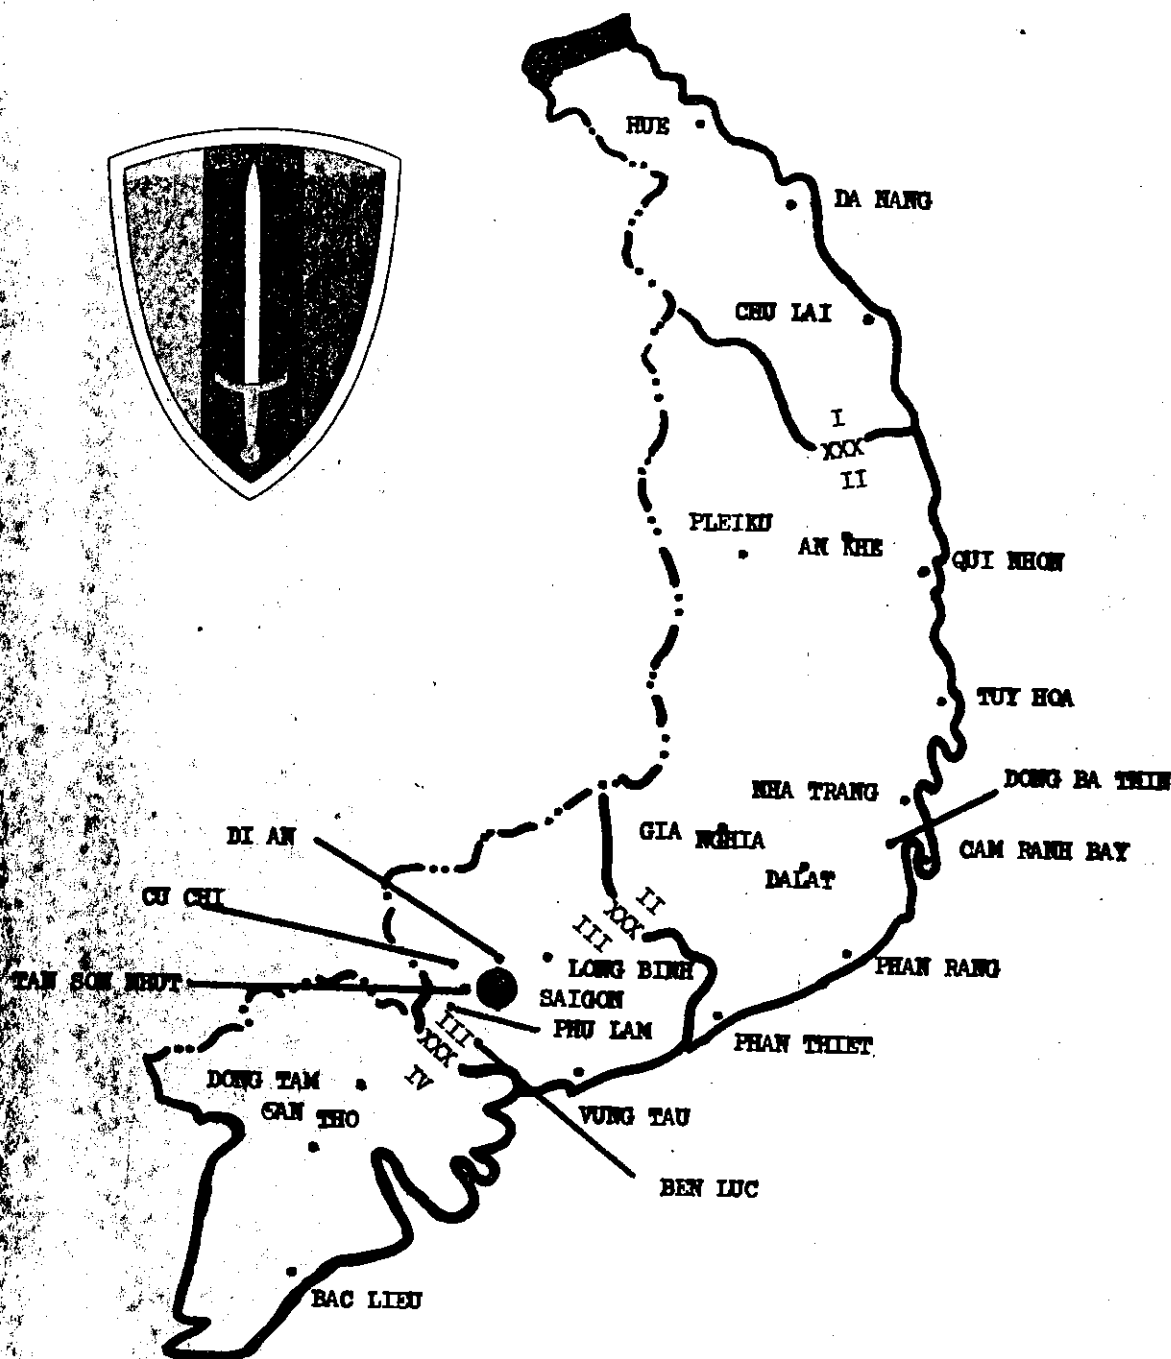 HUE
DA NANG
CHU LAI
I
XXX
II
PLEIKU
AN KHE
QUI NHON
TUY HOA
DONG BA THIN
NHA TRANG
GIA NGHIA
CAM RANH BAY
DI AN
DALAT
CU CHI
II
XXX
III
LONG BINH
PHAN RANG
TAN SON NHUT
SAIGON
PHU LAM
PHAN THIET
III
XXX
IV
DONG TAM
CAN THO
VUNG TAU
BEN LUC
BAC LIEU